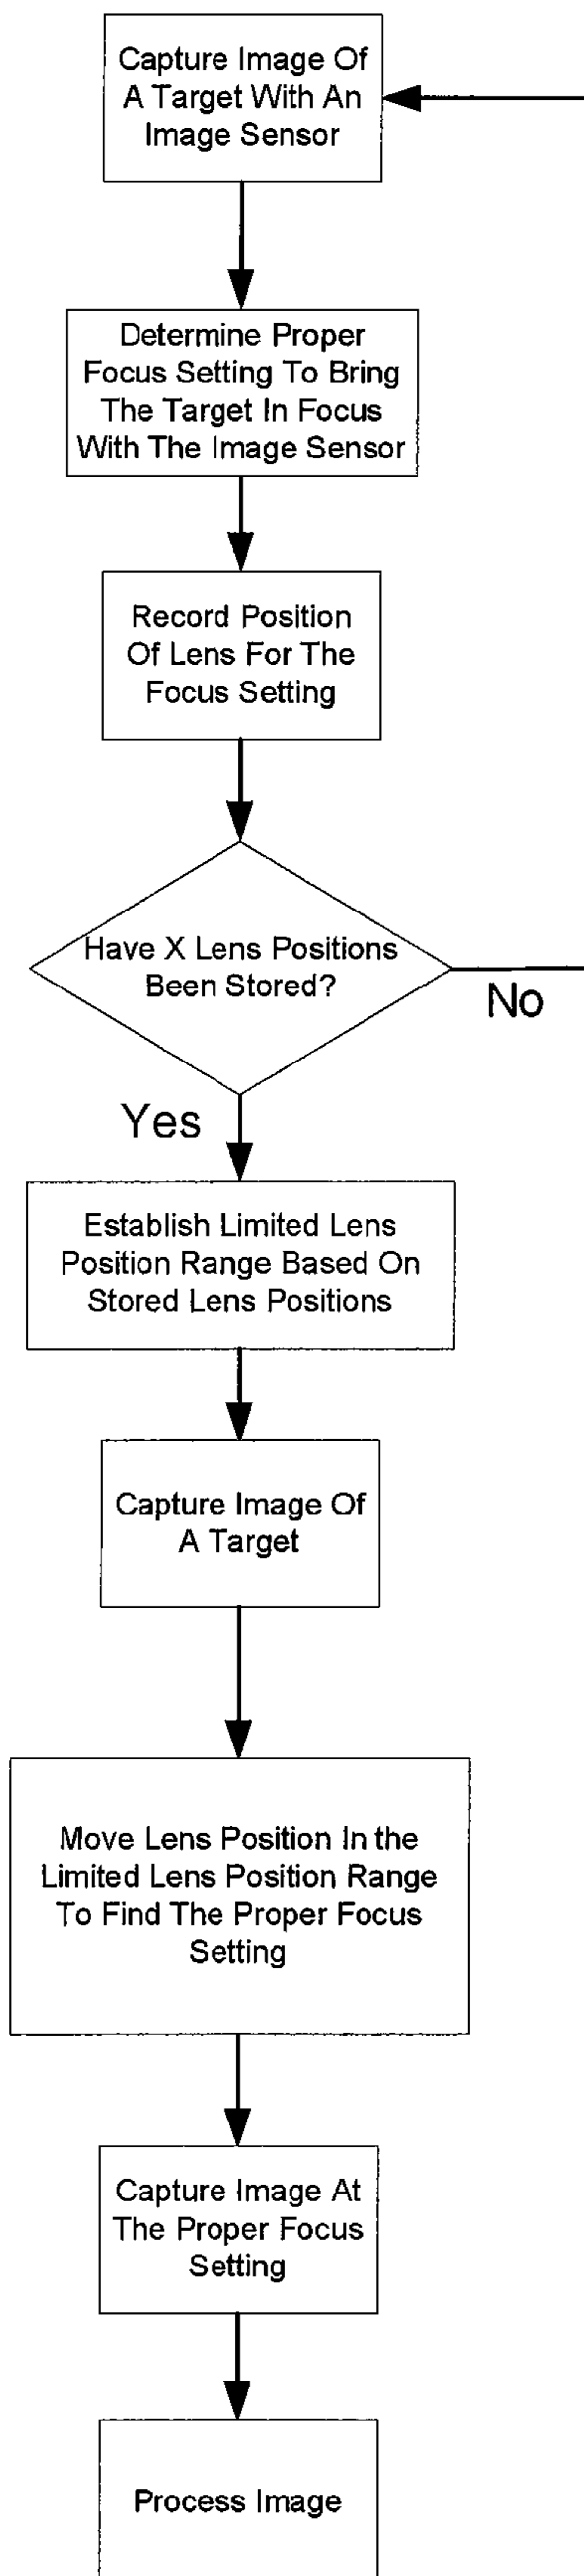 Capture Image Of
A Target With An
Image Sensor
Determine Proper
Focus Setting To Bring
The Target In Focus
With The Image Sensor
Record Position
Of Lens For The
Focus Setting
Have X Lens Positions
Been Stored?
No
Yes
Establish Limited Lens
Position Range Based On
Stored Lens Positions
Capture Image Of
A Target
Move Lens Position In the
Limited Lens Position Range
To Find The Proper Focus
Setting
Capture Image At
The Proper Focus
Setting
Process Image